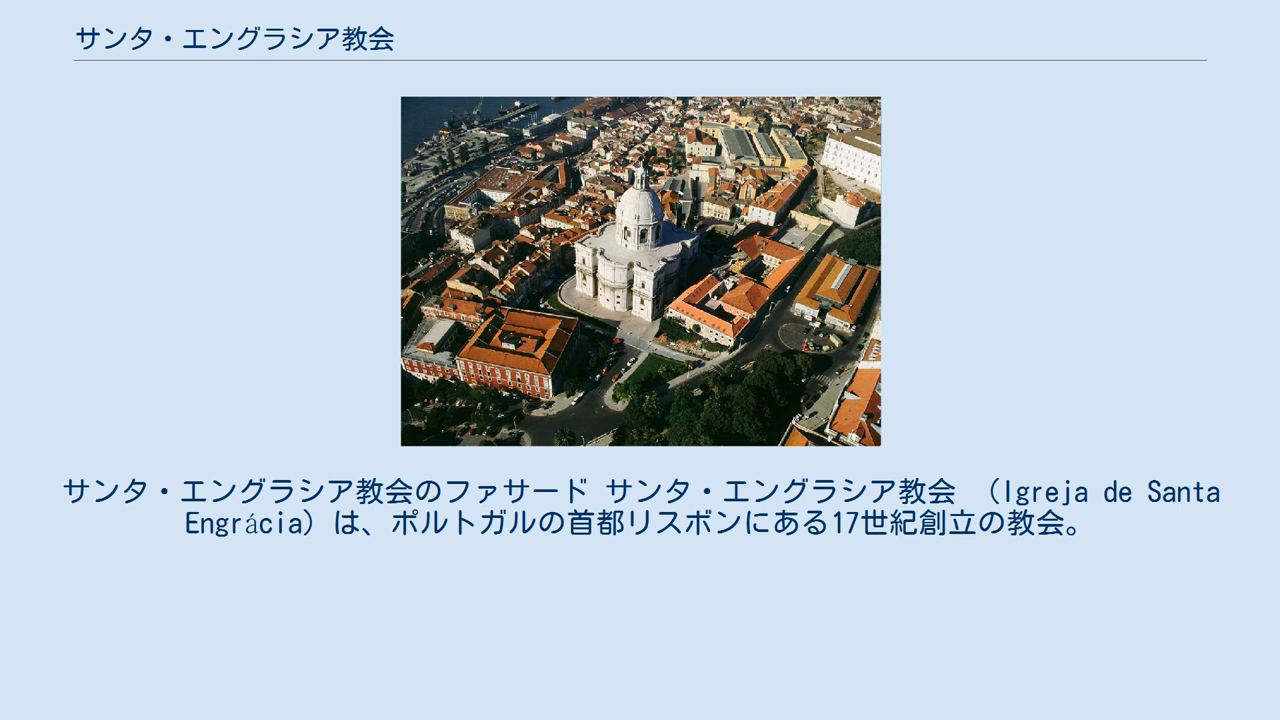 サンタ・エングラシア教会
サンタ・エングラシア教会のファサード サンタ・エングラシア教会 （Igreja de Santa
Engrácia）は、ポルトガルの首都リスボンにある17世紀創立の教会。